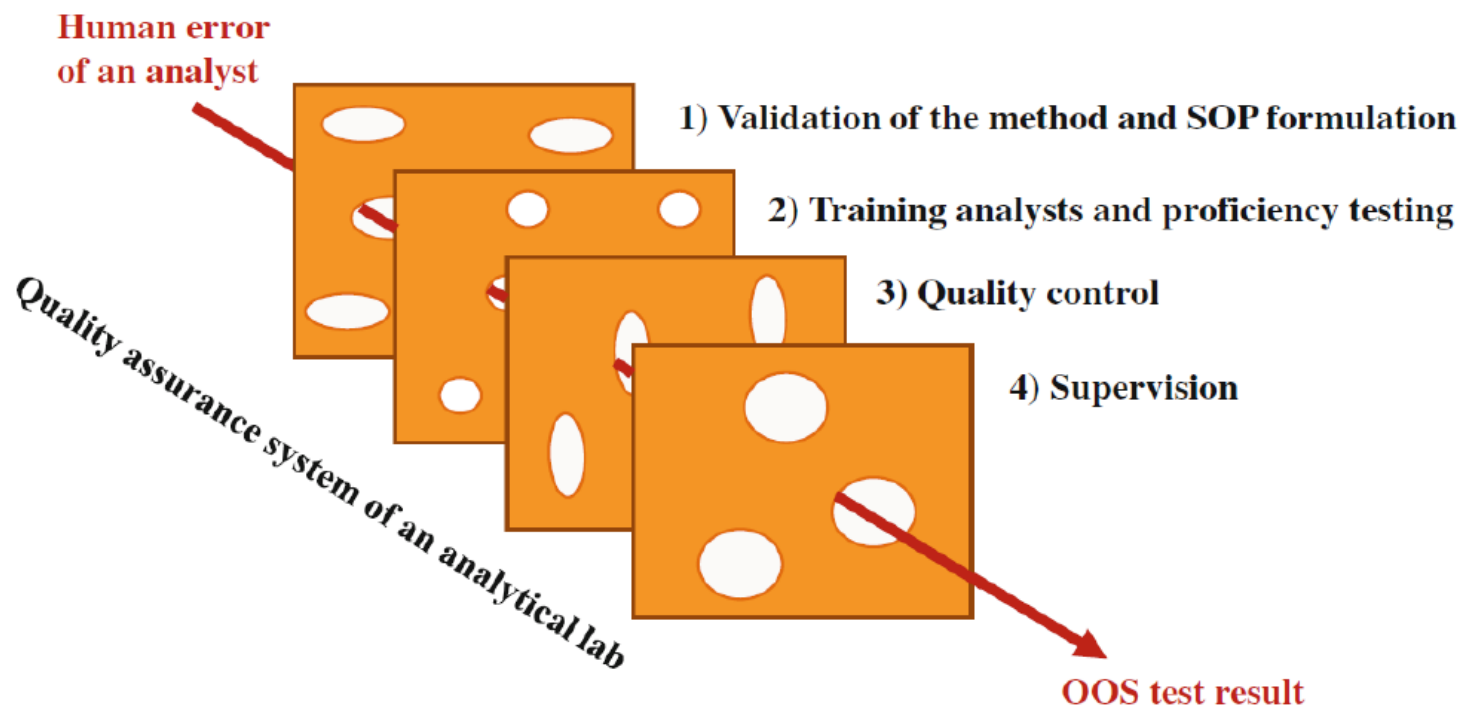 Human error
of an analyst
1) Validation of the method and SOP formulation
2) Training analysts and proficiency testing
3) Quality control
4) Supervision
Quality assurance system of an analytical lab
OOS test result